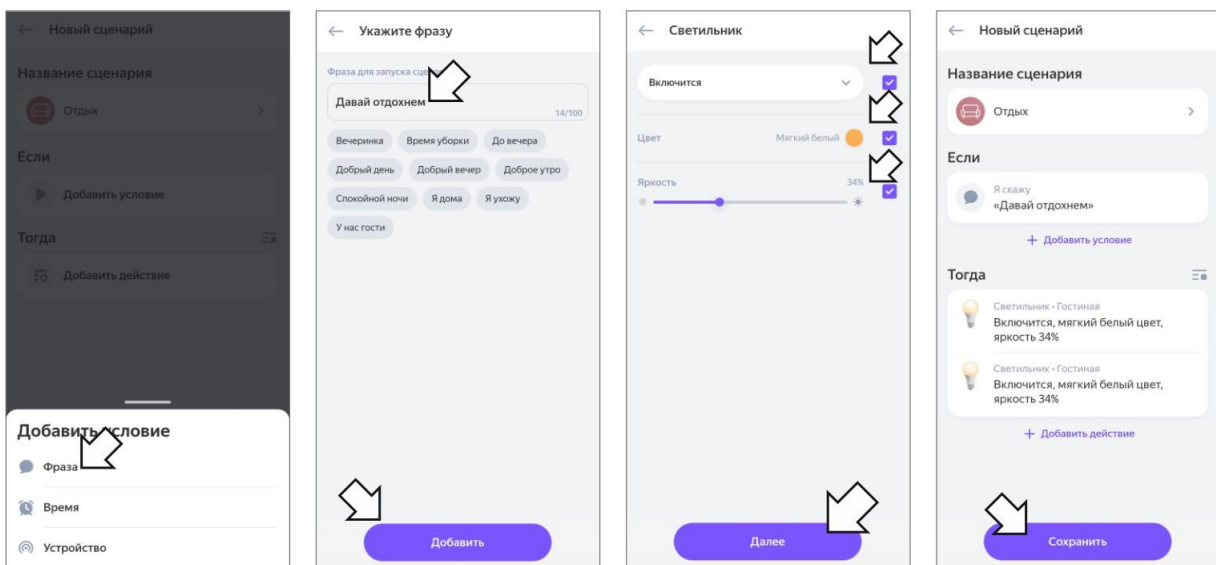 Новый сценарий
Название сценария
Отдых
Если
Добавить условие
Тогда
Добавить действие
Добавить условие
Фраза
Время
Устройство
Укажите фразу
Фраза для запуска
Давай отдохнем
14/100
Вечеринка Время уборки До вечера
Добрый день Добрый вечер Доброе утро
Спокойной ночи Я дома Я ухожу
У нас гости
Добавить
Светильник
Включится
Цвет Мягкий белый
Яркость 34%
Далее
Новый сценарий
Название сценария
Отдых
Если
Я скажу
«Давай отдохнем»
+ Добавить условие
Тогда
Светильник • Гостиная
Включится, мягкий белый цвет,
яркость 34%
Светильник • Гостиная
Включится, мягкий белый цвет,
яркость 34%
+ Добавить действие
Сохранить